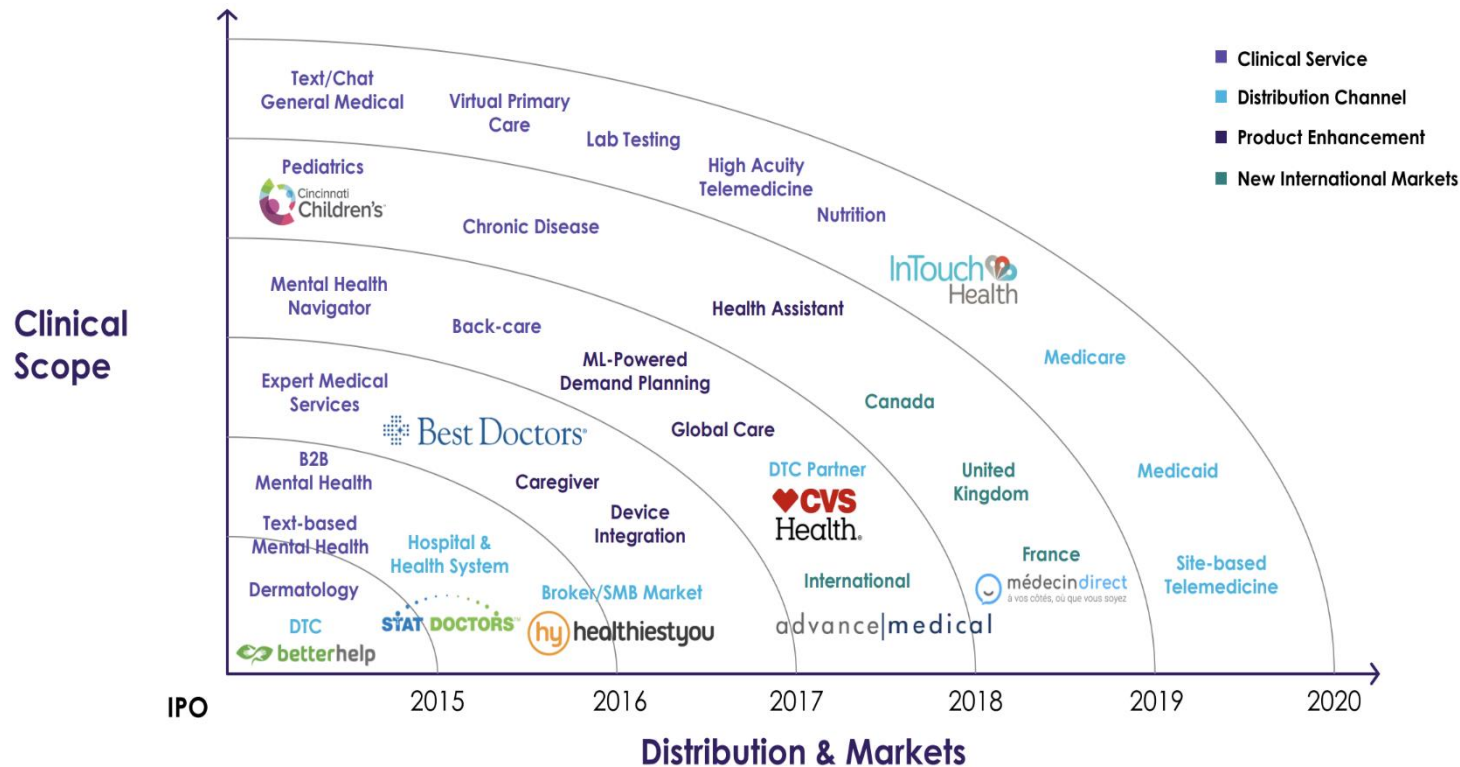 Clinical Service
Distribution Channel
Product Enhancement
New International Markets
Clinical
Scope
Text/Chat
General Medical
Virtual Primary
Care
Lab Testing
High Acuity
Telemedicine
Nutrition
InTouch
Health
Medicare
Medicaid
Site-based
Telemedicine
Pediatrics
Cincinnati
Children's
Chronic Disease
Health Assistant
Canada
United
Kingdom
France
médecindirect
à vos côtés, où que vous soyez
Mental Health
Navigator
Back-care
ML-Powered
Demand Planning
Global Care
DTC Partner
CVS
Health.
International
advance|medical
Expert Medical
Services
Best Doctors®
Caregiver
Device
Integration
Broker/SMB Market
hy healthiestyou
B2B
Mental Health
Text-based
Mental Health
Hospital &
Health System
STAT DOCTORS™
Dermatology
DTC
betterhelp
IPO
2015
2016
2017
2018
2019
2020
Distribution & Markets